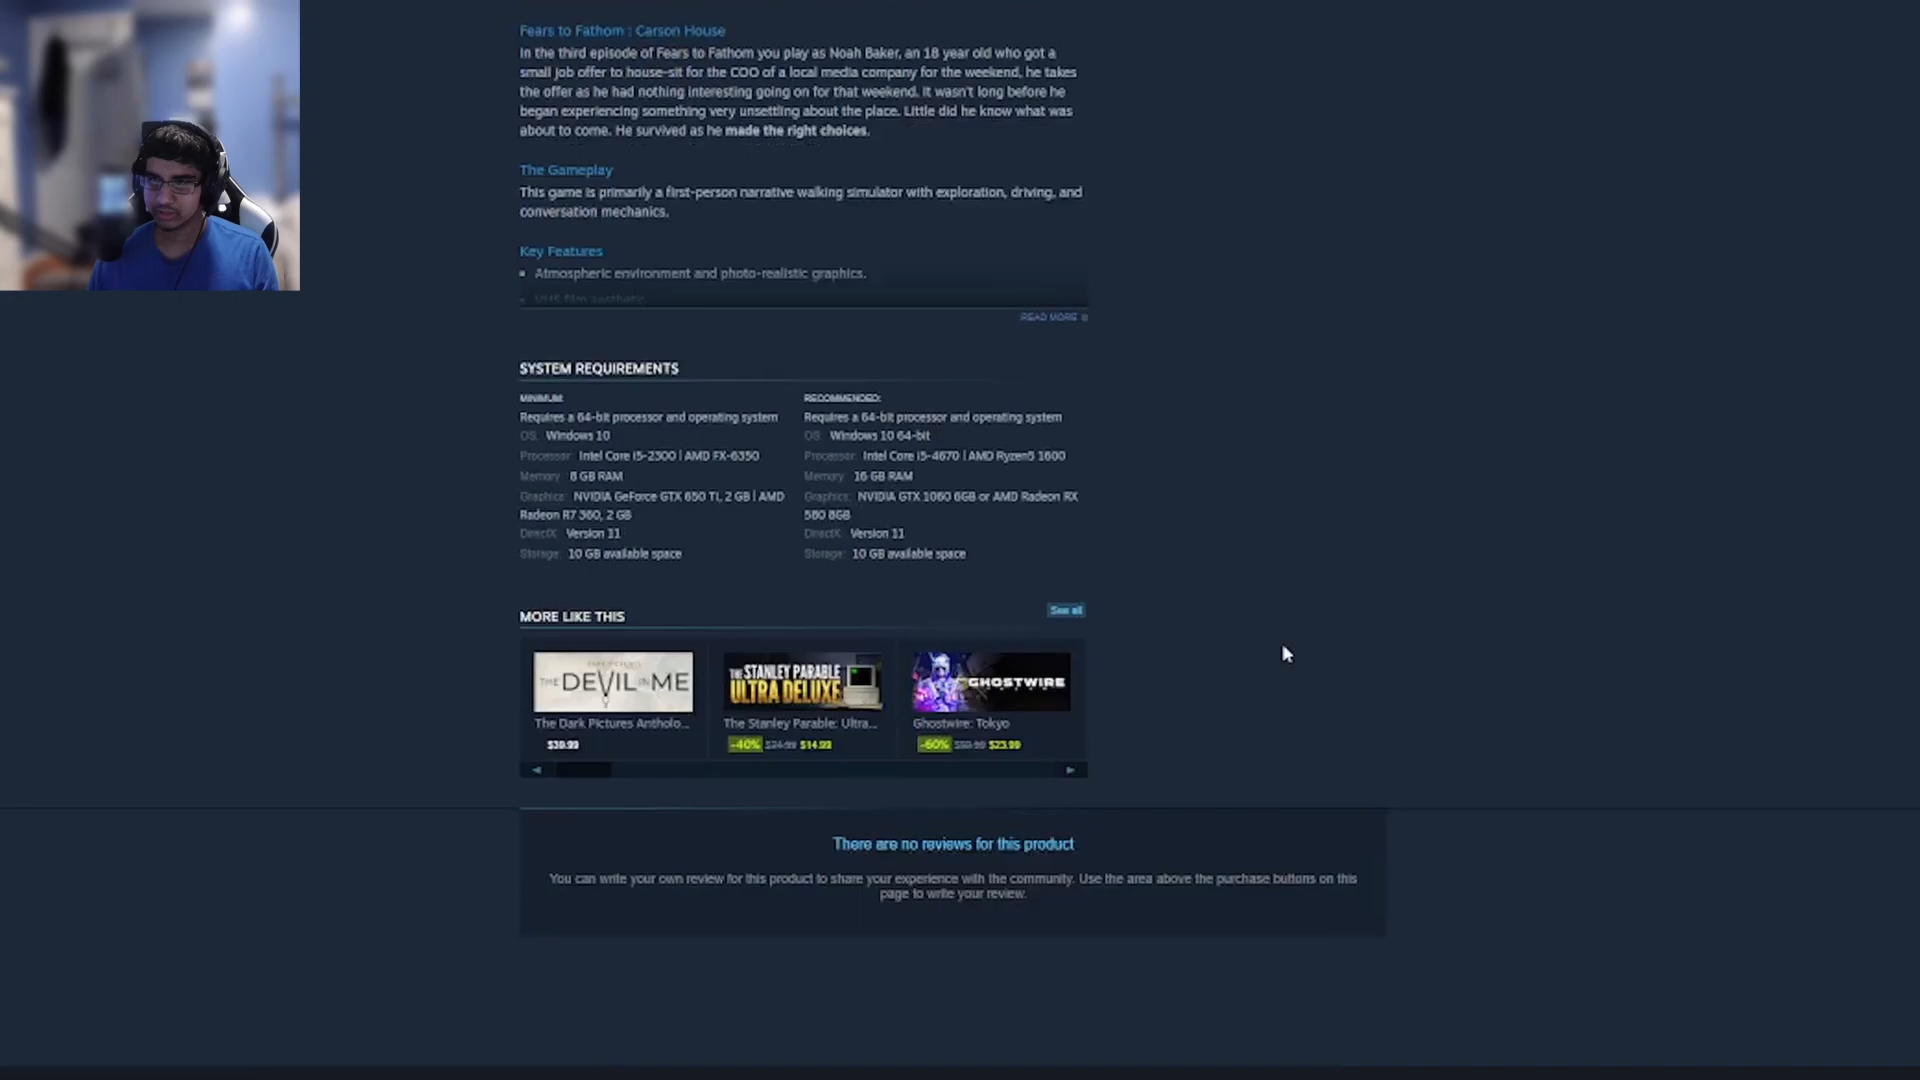 Fears to Fathom : Carson House
In the third episode of Fears to Fathom you play as Noah Baker, an 18 year old who got a
small job offer to house-sit for the COO of a local media company for the weekend, he takes
the offer as he had nothing interesting going on for that weekend. It wasn't long before he
began experiencing something very unsettling about the place. Little did he know what was
about to come. He survived as he made the right choices.
The Gameplay
This game is primarily a first-person narrative walking simulator with exploration, driving, and
conversation mechanics.
Key Features
Atmospheric environment and photo-realistic graphics.
VHS film aesthetic
READ MORE
SYSTEM REQUIREMENTS
MINIMUM:
Requires a 64-bit processor and operating system
OS: Windows 10
Processor: Intel Core i5-2300 | AMD FX-6350
Memory: 8 GB RAM
Graphics: NVIDIA GeForce GTX 650 Ti, 2 GB | AMD
Radeon R7 360, 2 GB
DirectX: Version 11
Storage: 10 GB available space
RECOMMENDED:
Requires a 64-bit processor and operating system
OS: Windows 10 64-bit
Processor: Intel Core i5-4670 | AMD Ryzen5 1600
Memory: 16 GB RAM
Graphics: NVIDIA GTX 1060 6GB or AMD Radeon RX
580 8GB
DirectX: Version 11
Storage: 10 GB available space
MORE LIKE THIS
See all
THE DEVIL IN ME
The Dark Pictures Antholo...
$39.99
THE STANLEY PARABLE
ULTRA DELUXE
The Stanley Parable: Ultra...
-40% $24.99 $14.99
GHOSTWIRE
Ghostwire: Tokyo
-60% $59.99 $23.99
There are no reviews for this product
You can write your own review for this product to share your experience with the community. Use the area above the purchase buttons on this
page to write your review.